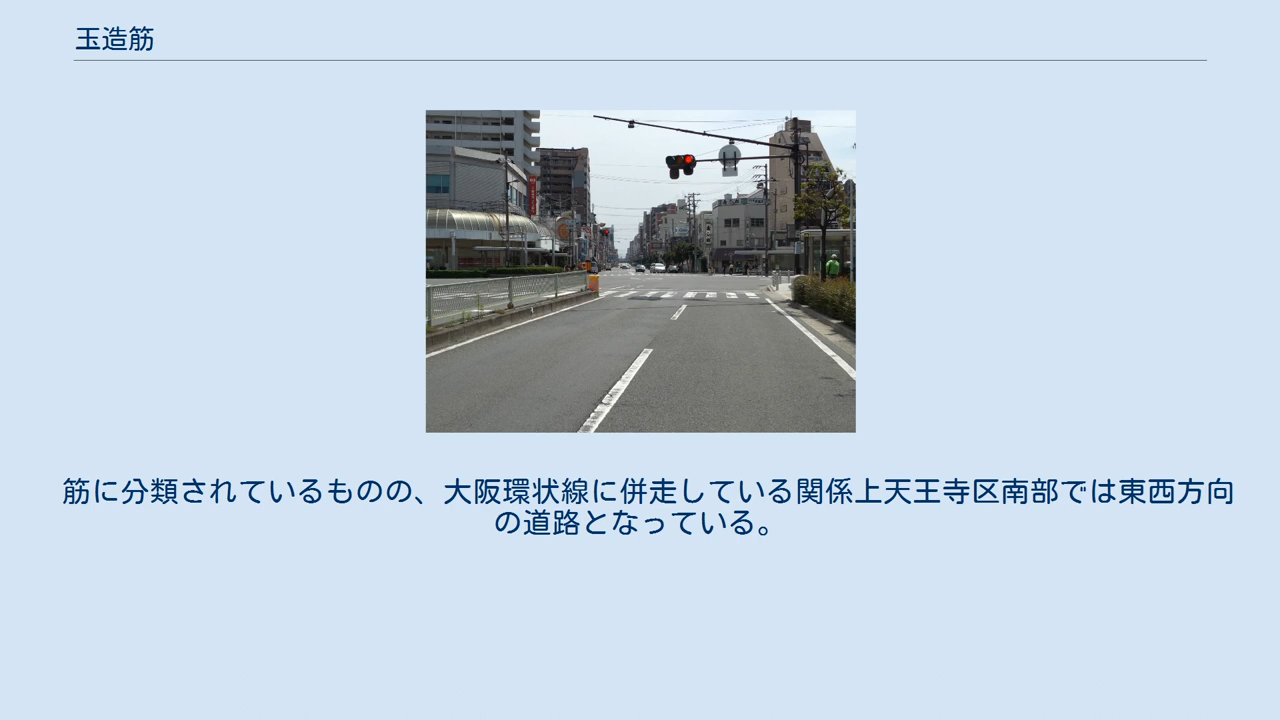 玉造筋
筋に分類されているものの、大阪環状線に併走している関係上天王寺区南部では東西方向
の道路となっている。